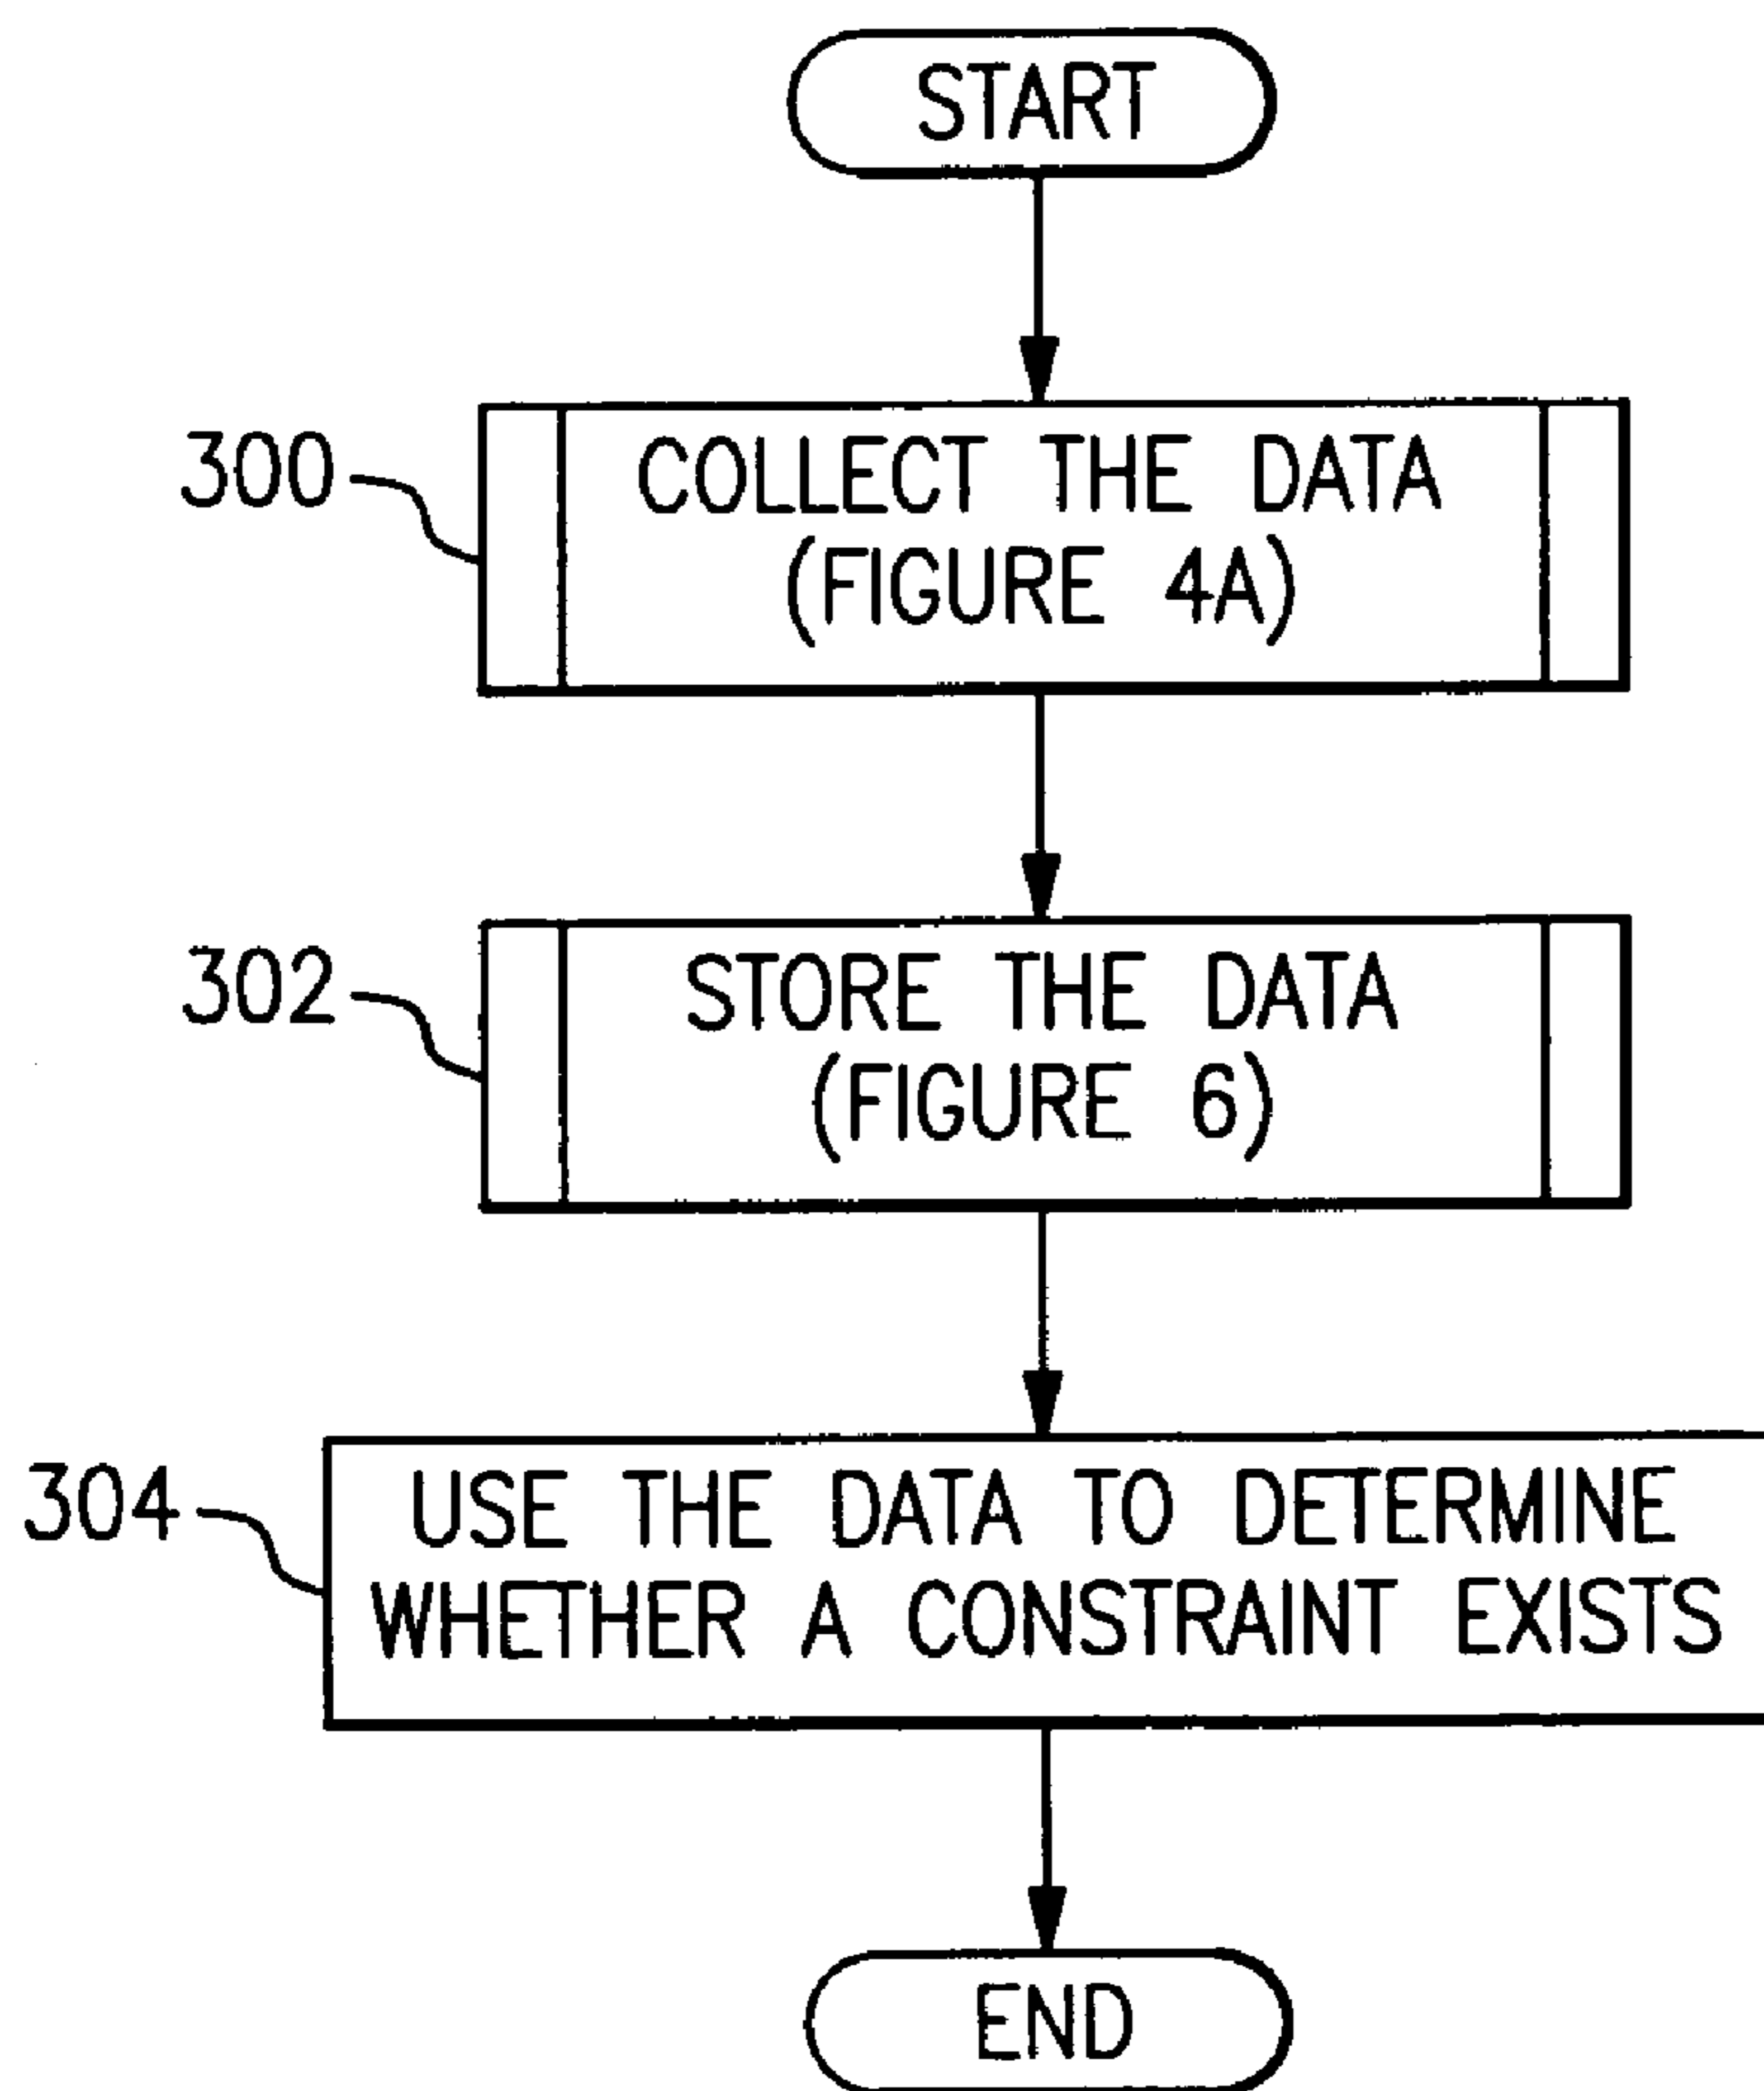 START
300
COLLECT THE DATA
(FIGURE 4A)
302
STORE THE DATA
(FIGURE 6)
304
USE THE DATA TO DETERMINE
WHETHER A CONSTRAINT EXISTS
END